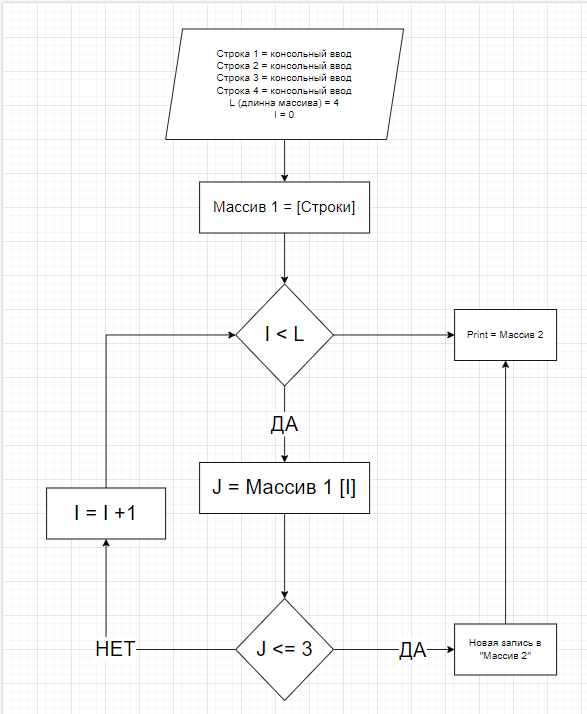 Строка 1 = консольный ввод
Строка 2 = консольный ввод
Строка 3 = консольный ввод
Строка 4 = консольный ввод
L (длинна массива) = 4
I = 0
Массив 1 = [Строки]
I < L
Print = Массив 2
ДА
J = Массив 1 [I]
I = I +1
J <= 3
НЕТ
ДА
Новая запись в
"Массив 2"